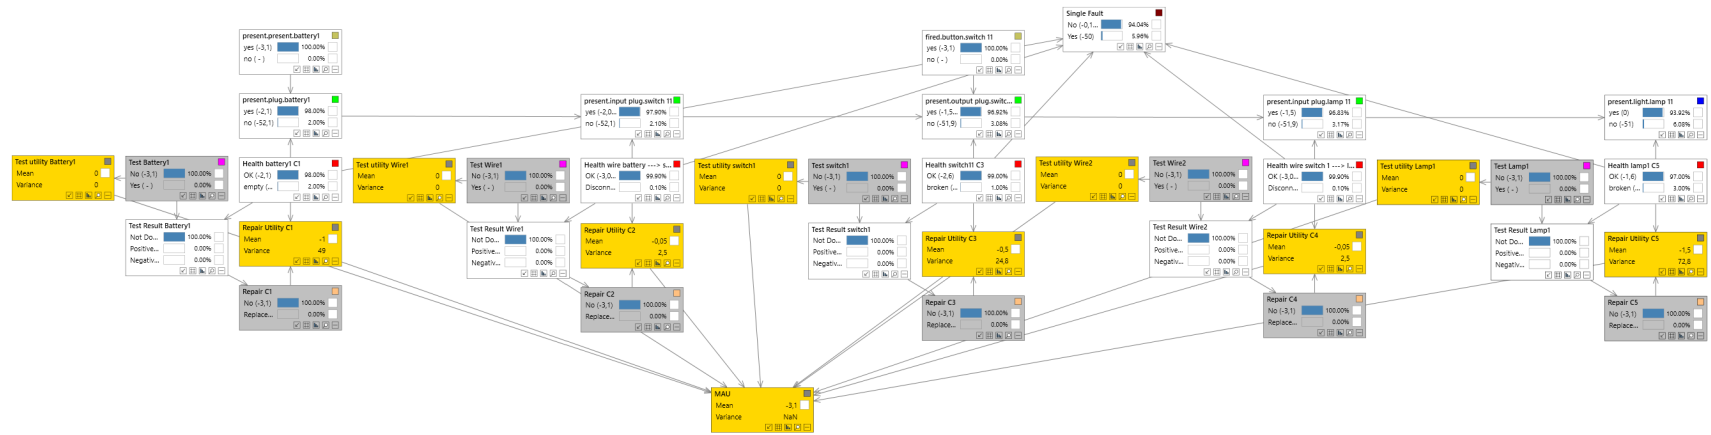 Single Fault
No (-0,1... 94.04%
Yes (-50) 5.96%
present.present.battery1
yes (-3,1) 100.00%
no ( - ) 0.00%
fired.button.switch 11
yes (-3,1) 100.00%
no ( - ) 0.00%
present.plug.battery1
yes (-2,1) 98.00%
no (-52,1) 2.00%
present.input plug.switch 11
yes (-2,0... 97.90%
no (-52,1) 2.10%
present.output plug.switc...
yes (-1,5... 96.92%
no (-51,9) 3.08%
present.input plug.lamp 11
yes (-1,5) 96.83%
no (-51,9) 3.17%
present.light.lamp 11
yes (0) 93.92%
no (-51) 6.08%
Test utility Battery1
Mean 0
Variance 0
Test Battery1
No (-3,1) 100.00%
Yes ( - ) 0.00%
Health battery1 C1
OK (-2,1) 98.00%
empty (... 2.00%
Test utility Wire1
Mean 0
Variance 0
Test Wire1
No (-3,1) 100.00%
Yes ( - ) 0.00%
Health wire battery ---> s...
OK (-3,0... 99.90%
Disconn... 0.10%
Test utility switch1
Mean 0
Variance 0
Test switch1
No (-3,1) 100.00%
Yes ( - ) 0.00%
Health switch11 C3
OK (-2,6) 99.00%
broken (... 1.00%
Test utility Wire2
Mean 0
Variance 0
Test Wire2
No (-3,1) 100.00%
Yes ( - ) 0.00%
Health wire switch 1 ---> l...
OK (-3,0... 99.90%
Disconn... 0.10%
Test utility Lamp1
Mean 0
Variance 0
Test Lamp1
No (-3,1) 100.00%
Yes ( - ) 0.00%
Health lamp1 C5
OK (-1,6) 97.00%
broken (... 3.00%
Test Result Battery1
Not Do... 100.00%
Positive... 0.00%
Negativ... 0.00%
Repair Utility C1
Mean -1
Variance 49
Test Result Wire1
Not Do... 100.00%
Positive... 0.00%
Negativ... 0.00%
Repair Utility C2
Mean -0,05
Variance 2,5
Test Result switch1
Not Do... 100.00%
Positive... 0.00%
Negativ... 0.00%
Repair Utility C3
Mean -0,5
Variance 24,8
Test Result Wire2
Not Do... 100.00%
Positive... 0.00%
Negativ... 0.00%
Repair Utility C4
Mean -0,05
Variance 2,5
Test Result Lamp1
Not Do... 100.00%
Positive... 0.00%
Negativ... 0.00%
Repair Utility C5
Mean -1,5
Variance 72,8
Repair C1
No (-3,1) 100.00%
Replace... 0.00%
Repair C2
No (-3,1) 100.00%
Replace... 0.00%
Repair C3
No (-3,1) 100.00%
Replace... 0.00%
Repair C4
No (-3,1) 100.00%
Replace... 0.00%
Repair C5
No (-3,1) 100.00%
Replace... 0.00%
MAU
Mean -3,1
Variance NaN